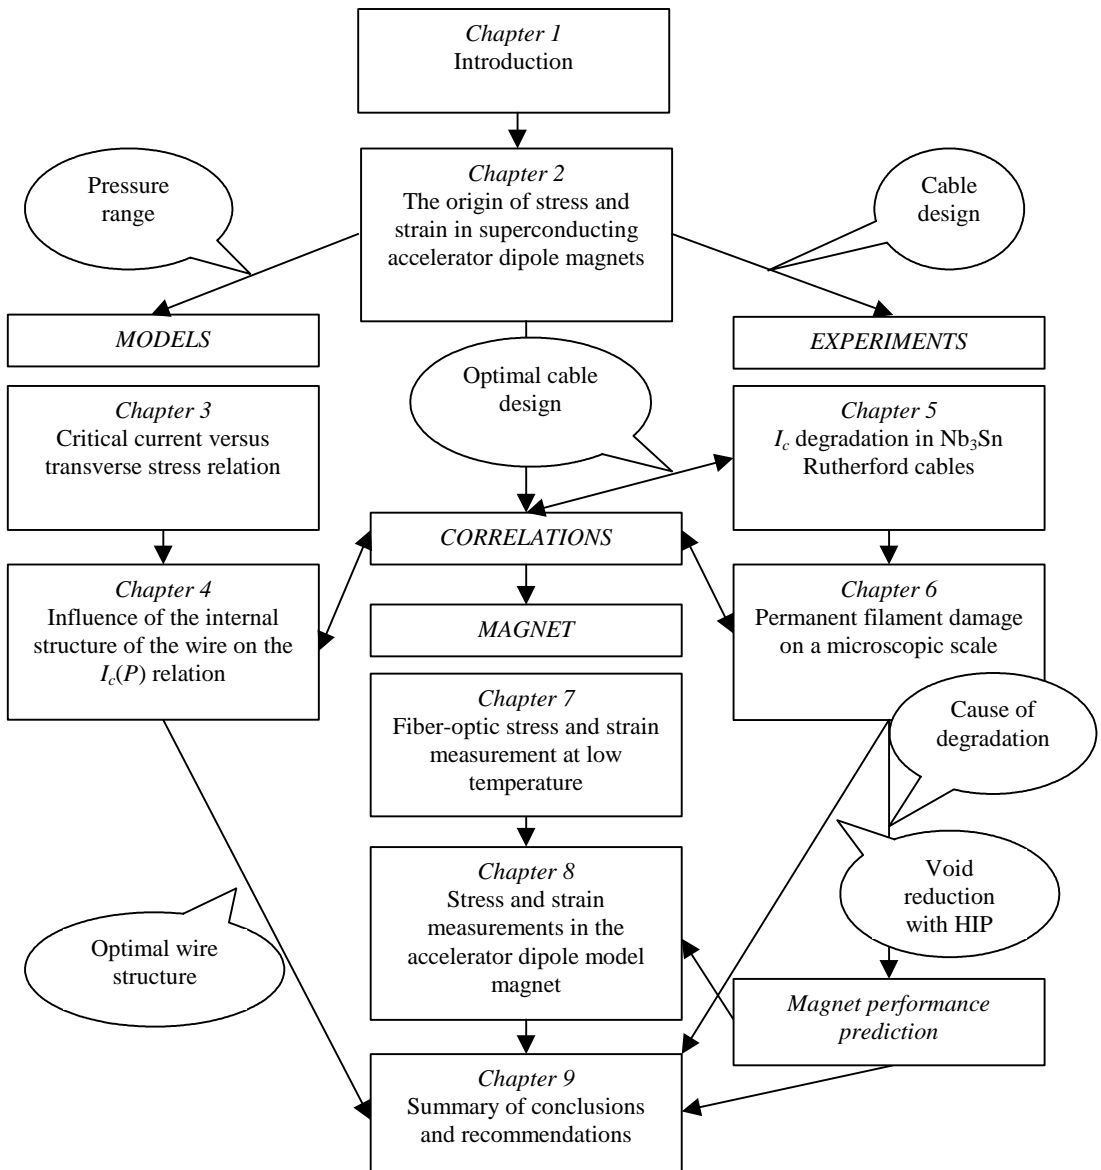 Chapter 1
Introduction
Pressure
range
Chapter 2
The origin of stress and
strain in superconducting
accelerator dipole magnets
Cable
design
MODELS
EXPERIMENTS
Optimal cable
design
Chapter 3
Critical current versus
transverse stress relation
Chapter 5
I_c degradation in Nb₃Sn
Rutherford cables
CORRELATIONS
Chapter 4
Influence of the internal
structure of the wire on the
I_c(P) relation
Chapter 6
Permanent filament damage
on a microscopic scale
MAGNET
Chapter 7
Fiber-optic stress and strain
measurement at low
temperature
Cause of
degradation
Chapter 8
Stress and strain
measurements in the
accelerator dipole model
magnet
Void
reduction
with HIP
Optimal wire
structure
Magnet performance
prediction
Chapter 9
Summary of conclusions
and recommendations